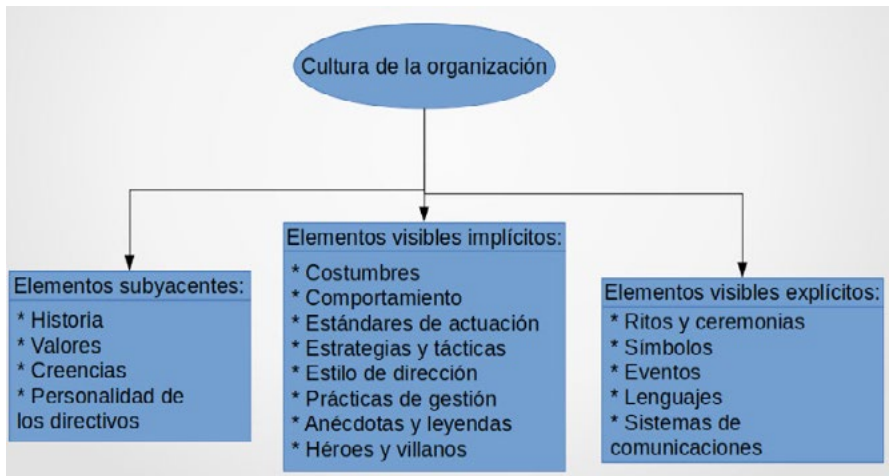 Cultura de la organización
Elementos subyacentes:
* Historia
* Valores
* Creencias
* Personalidad de
los directivos
Elementos visibles implícitos:
* Costumbres
* Comportamiento
* Estándares de actuación
* Estrategias y tácticas
* Estilo de dirección
* Prácticas de gestión
* Anécdotas y leyendas
* Héroes y villanos
Elementos visibles explícitos:
* Ritos y ceremonias
* Símbolos
* Eventos
* Lenguajes
* Sistemas de
comunicaciones